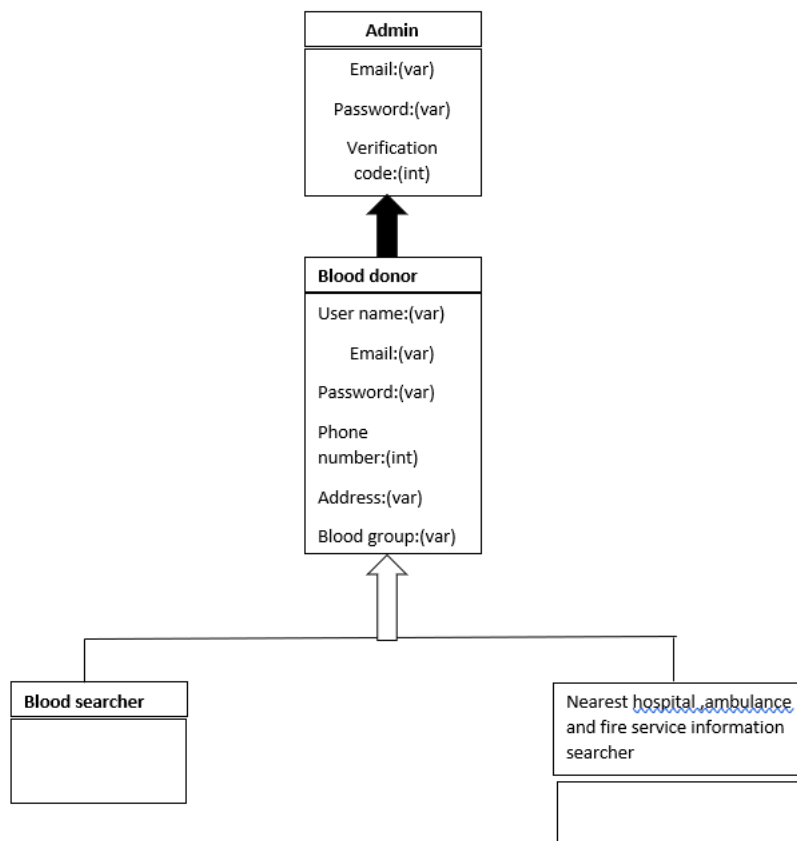 Admin
Email:(var)
Password:(var)
Verification
code:(int)
Blood donor
User name:(var)
Email:(var)
Password:(var)
Phone
number:(int)
Address:(var)
Blood group:(var)
Blood searcher
Nearest hospital ,ambulance
and fire service information
searcher